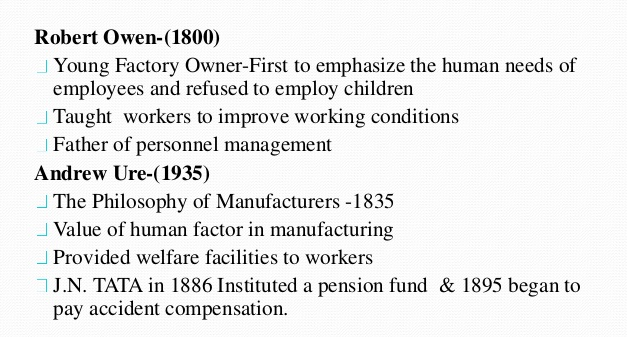 Robert Owen-(1800)
Young Factory Owner-First to emphasize the human needs of
employees and refused to employ children
Taught  workers to improve working conditions
Father of personnel management
Andrew Ure-(1935)
The Philosophy of Manufacturers -1835
Value of human factor in manufacturing
Provided welfare facilities to workers
J.N. TATA in 1886 Instituted a pension fund  & 1895 began to
pay accident compensation.